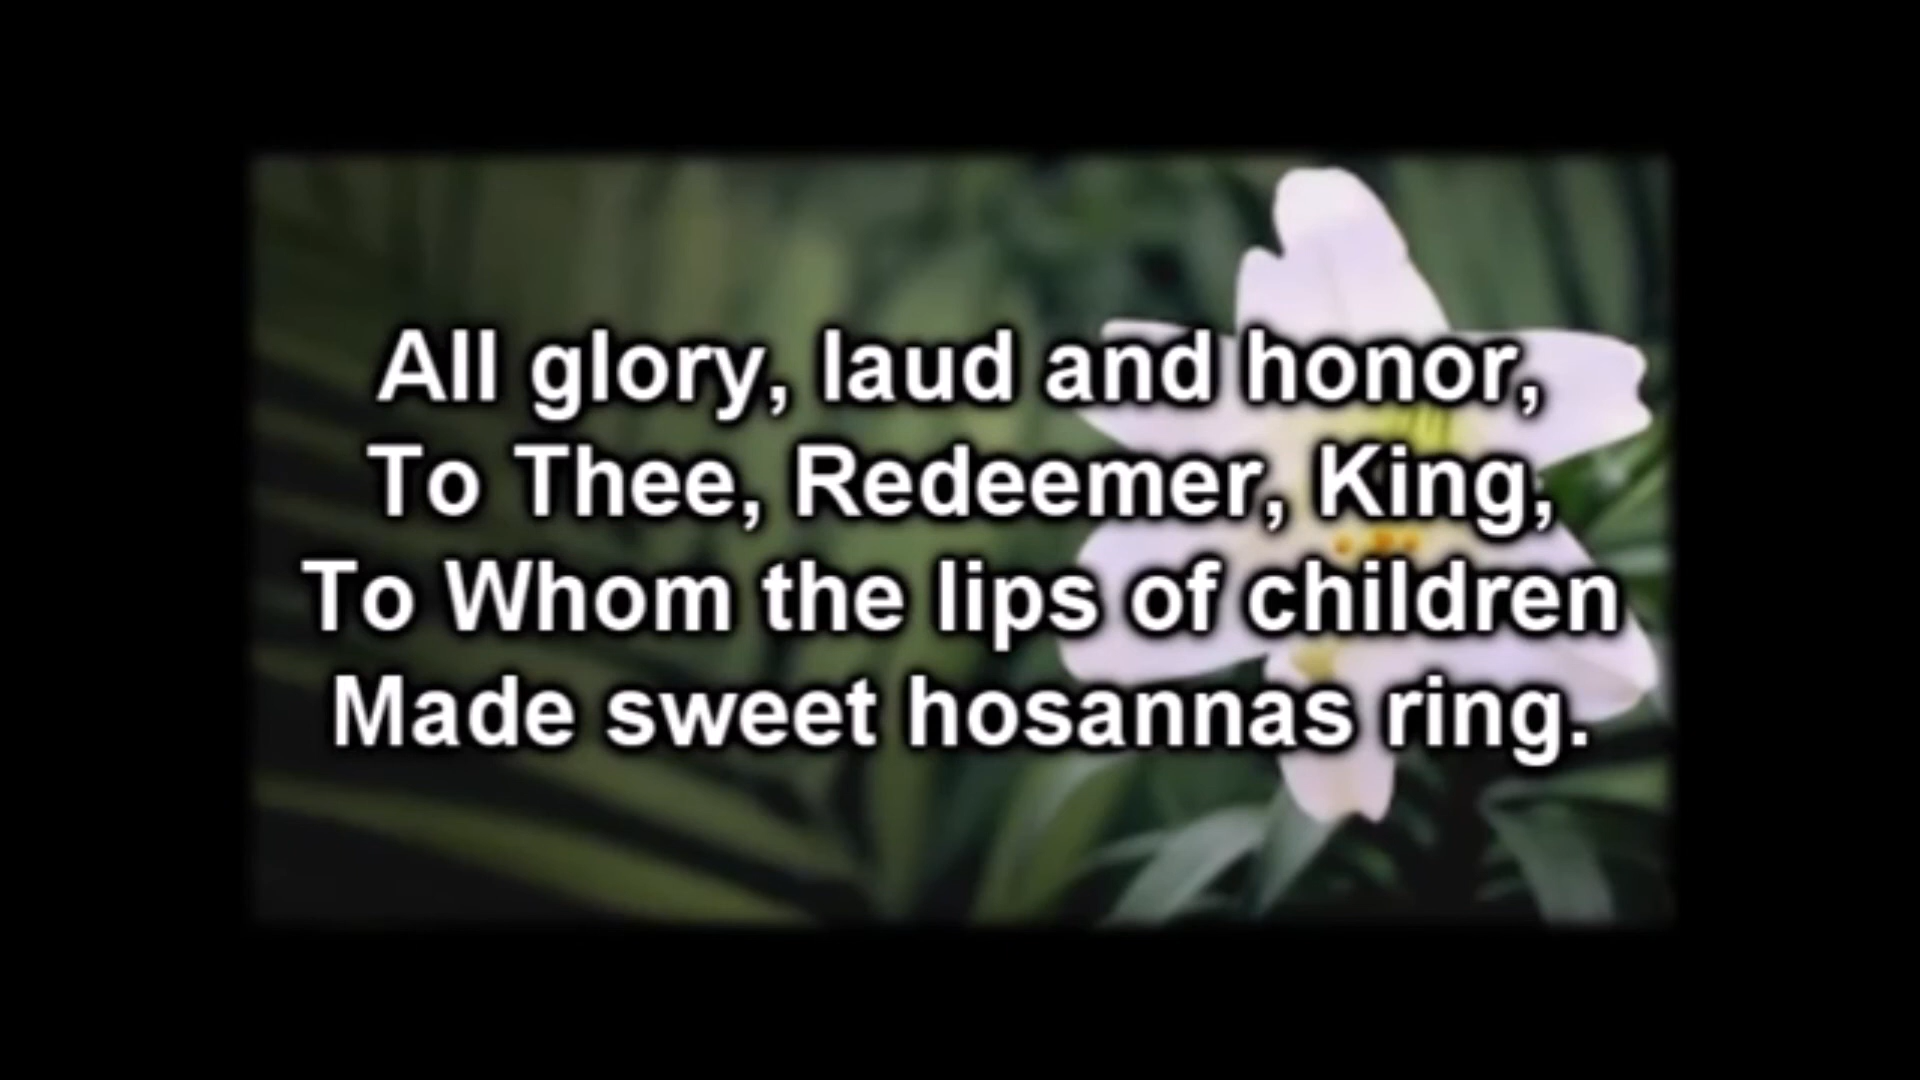 All glory, laud and honor,
To Thee, Redeemer, King,
To Whom the lips of children
Made sweet hosannas ring.